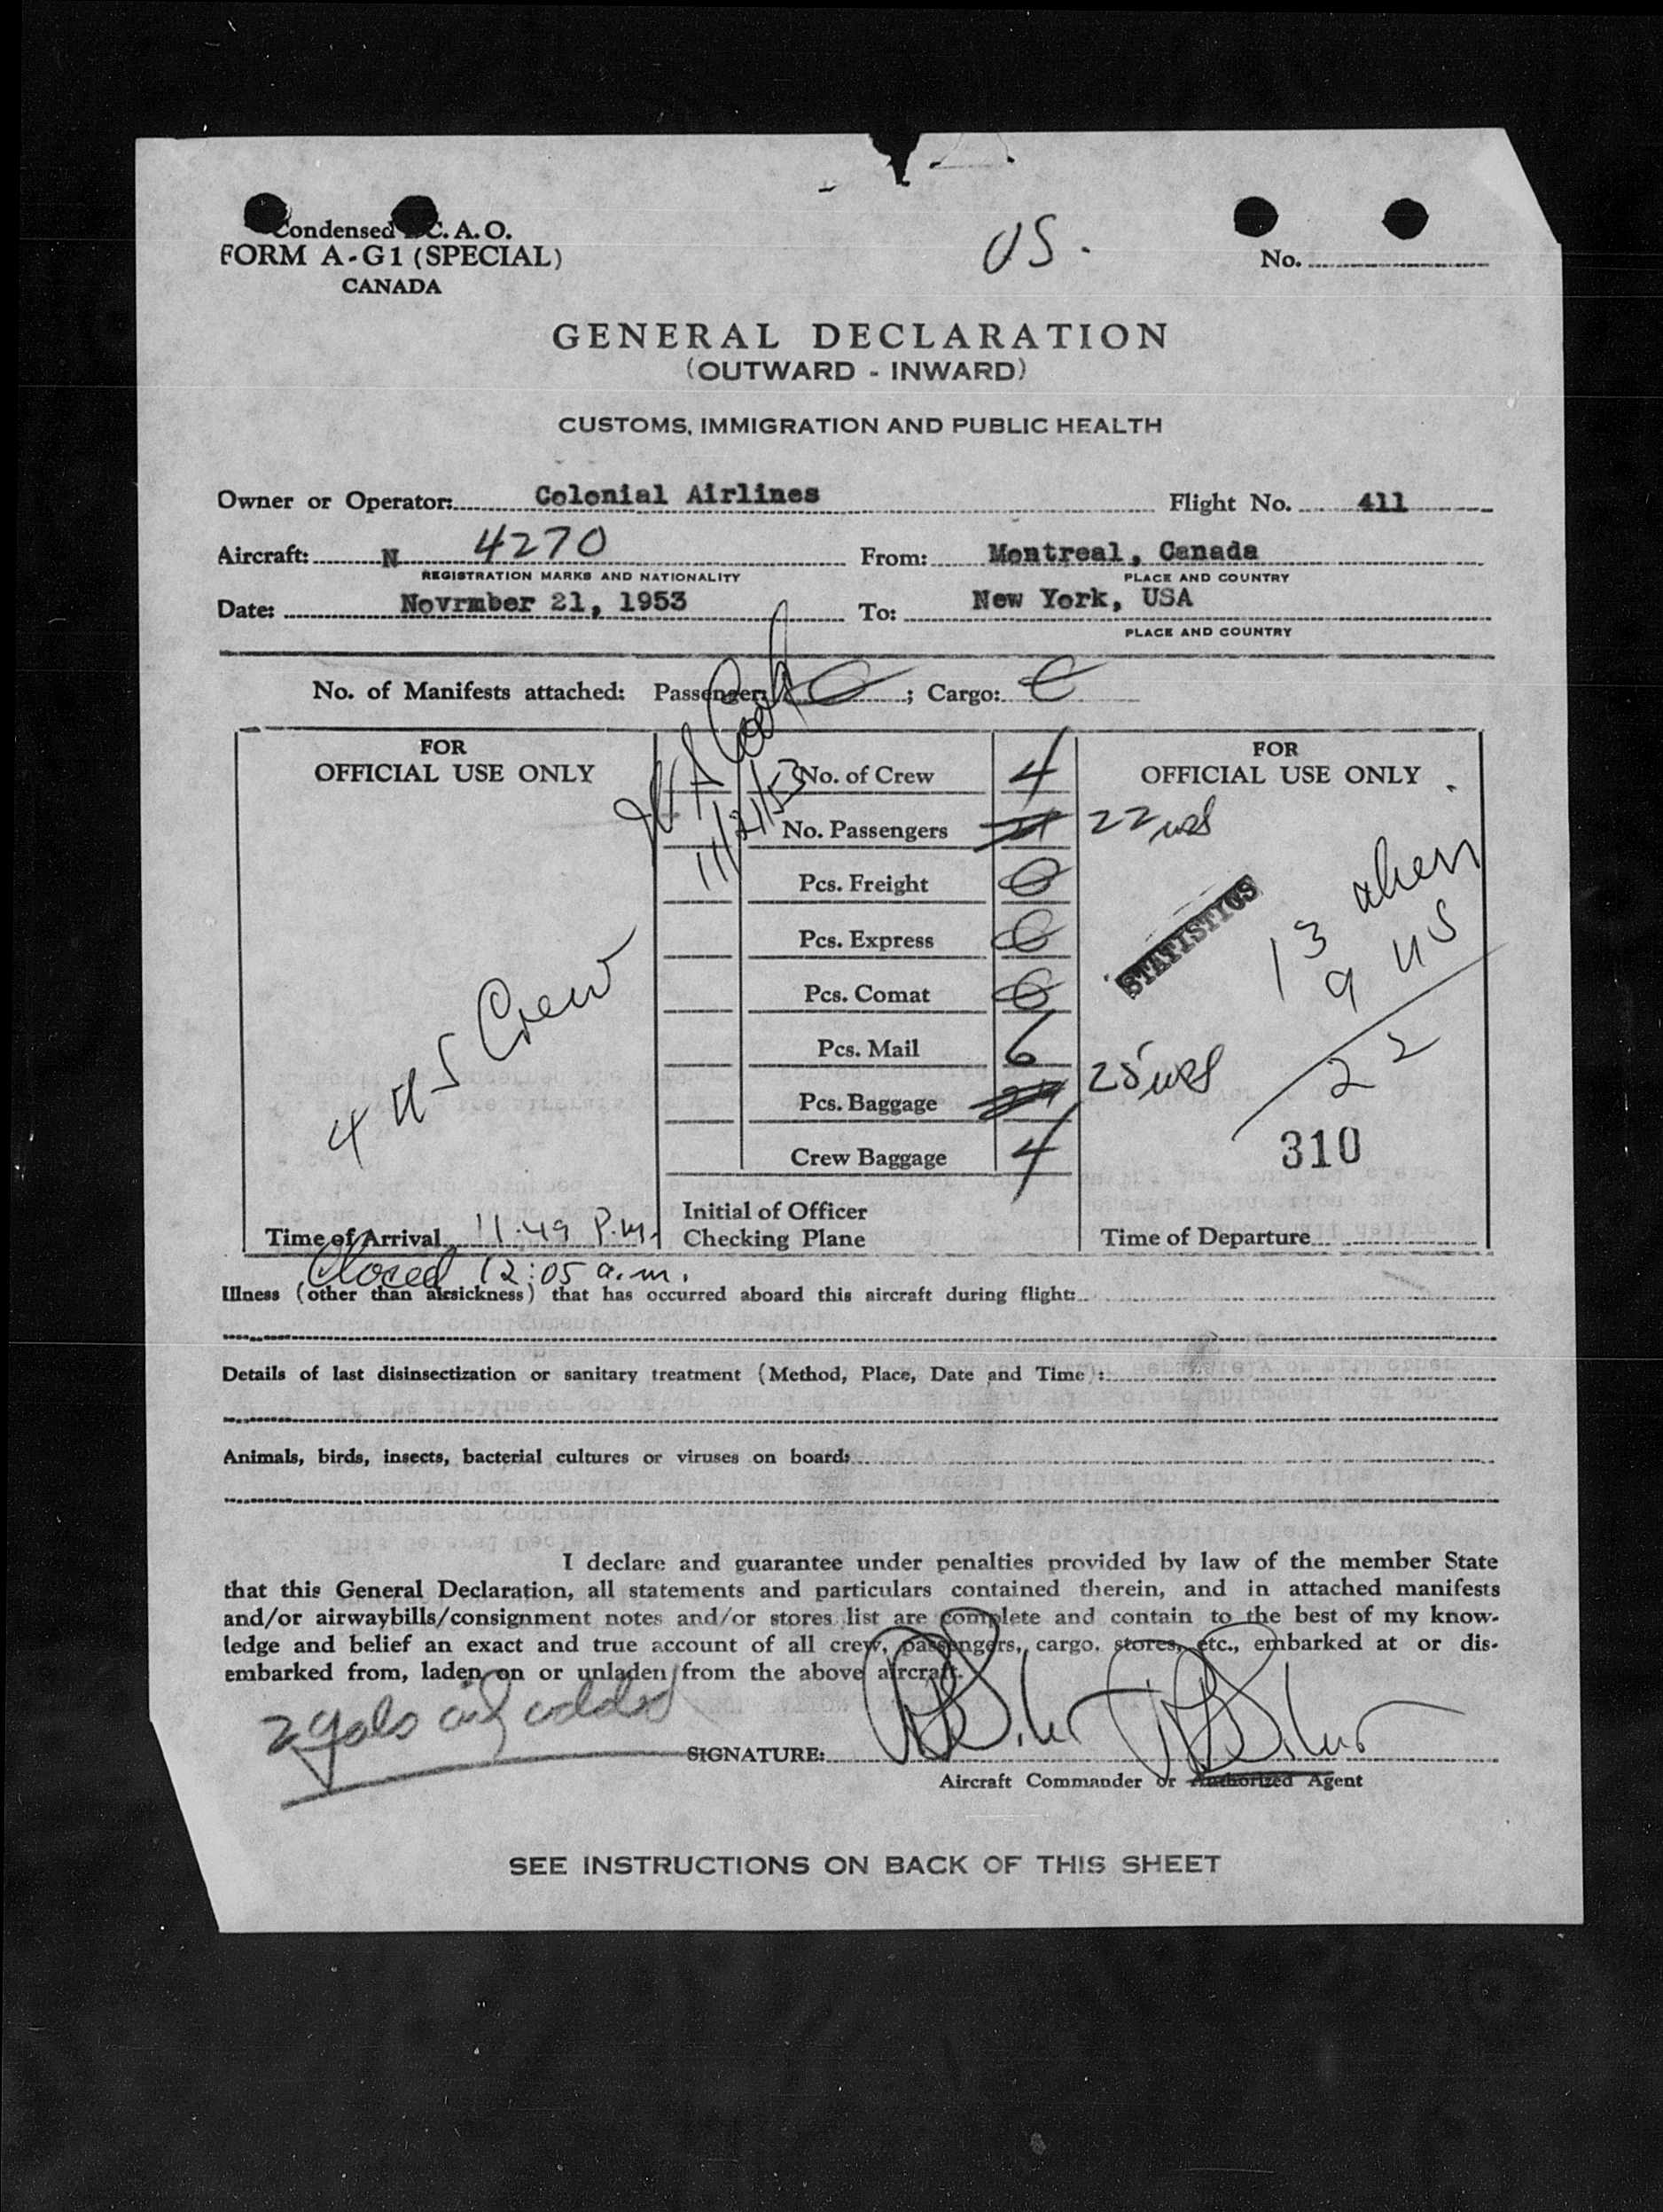 Condensed C. A. O.
FORM A-G1 (SPECIAL)
CANADA
US.
No.
GENERAL DECLARATION
(OUTWARD - INWARD)
CUSTOMS, IMMIGRATION AND PUBLIC HEALTH
Owner or Operator: Colonial Airlines Flight No. 411
Aircraft: N 4270 From: Montreal, Canada
REGISTRATION MARKS AND NATIONALITY PLACE AND COUNTRY
Date: Novrmber 21, 1953 To: New York, USA
PLACE AND COUNTRY
No. of Manifests attached: Passenger: ; Cargo:
FOR
OFFICIAL USE ONLY
4 US Crew
Time of Arrival 11:49 P.M.
Closed 12:05 a.m.
11/21/53
No. of Crew 4
No. Passengers 22
Pcs. Freight 0
Pcs. Express 0
Pcs. Comat 0
Pcs. Mail 6
Pcs. Baggage 25
Crew Baggage 4
Initial of Officer
Checking Plane
FOR
OFFICIAL USE ONLY
STATISTICS
13 alien
9 US
22
310
Time of Departure
Illness (other than airsickness) that has occurred aboard this aircraft during flight:
Details of last disinsectization or sanitary treatment (Method, Place, Date and Time):
Animals, birds, insects, bacterial cultures or viruses on board:
I declare and guarantee under penalties provided by law of the member State
that this General Declaration, all statements and particulars contained therein, and in attached manifests
and/or airwaybills/consignment notes and/or stores list are complete and contain to the best of my know-
ledge and belief an exact and true account of all crew, passengers, cargo, stores, etc., embarked at or dis-
embarked from, laden on or unladen from the above aircraft.
2 gals oil added
SIGNATURE:
Aircraft Commander or Authorized Agent
SEE INSTRUCTIONS ON BACK OF THIS SHEET